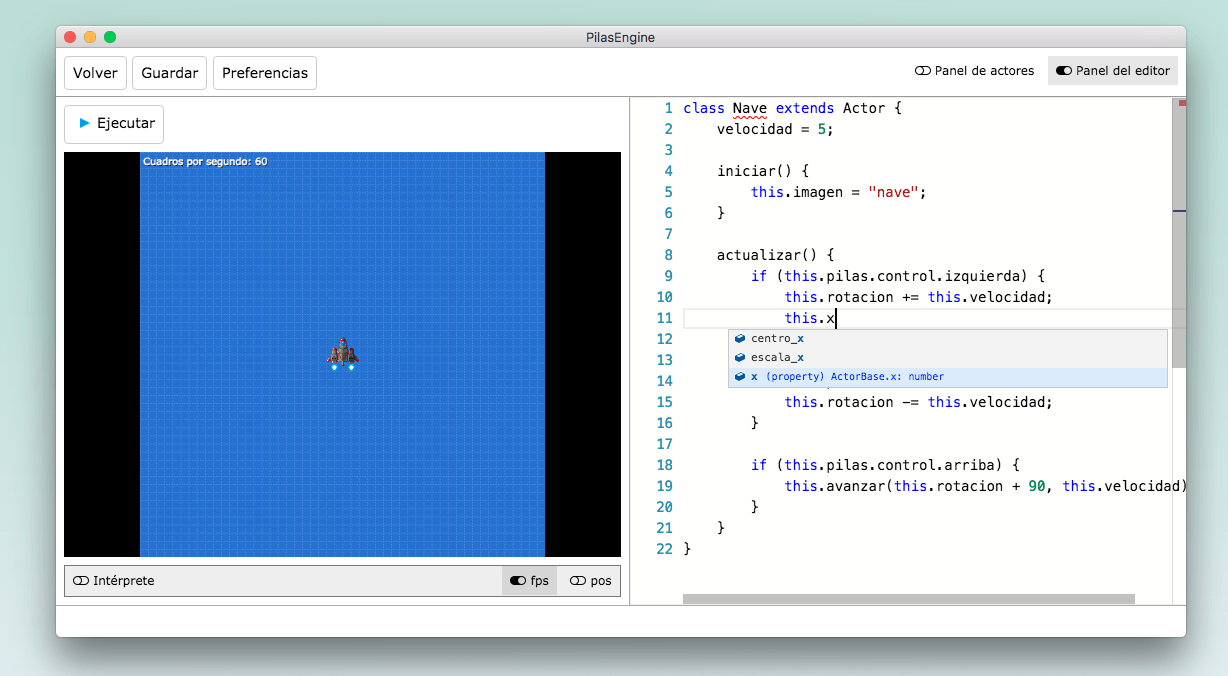 PilasEngine
Volver Guardar Preferencias Panel de actores Panel del editor
Ejecutar
Cuadros por segundo: 60
Intérprete fps pos
1 class Nave extends Actor {
2 velocidad = 5;
3
4 iniciar() {
5 this.imagen = "nave";
6 }
7
8 actualizar() {
9 if (this.pilas.control.izquierda) {
10 this.rotacion += this.velocidad;
11 this.x
12 centro_x
13 escala_x
14 x (property) ActorBase.x: number
15 this.rotacion -= this.velocidad;
16 }
17
18 if (this.pilas.control.arriba) {
19 this.avanzar(this.rotacion + 90, this.velocidad)
20 }
21 }
22 }